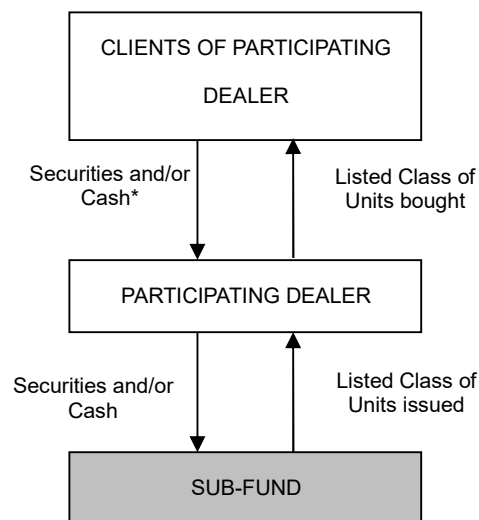 CLIENTS OF PARTICIPATING
DEALER
Securities and/or
Cash*
Listed Class of
Units bought
PARTICIPATING DEALER
Securities and/or
Cash
Listed Class of
Units issued
SUB-FUND